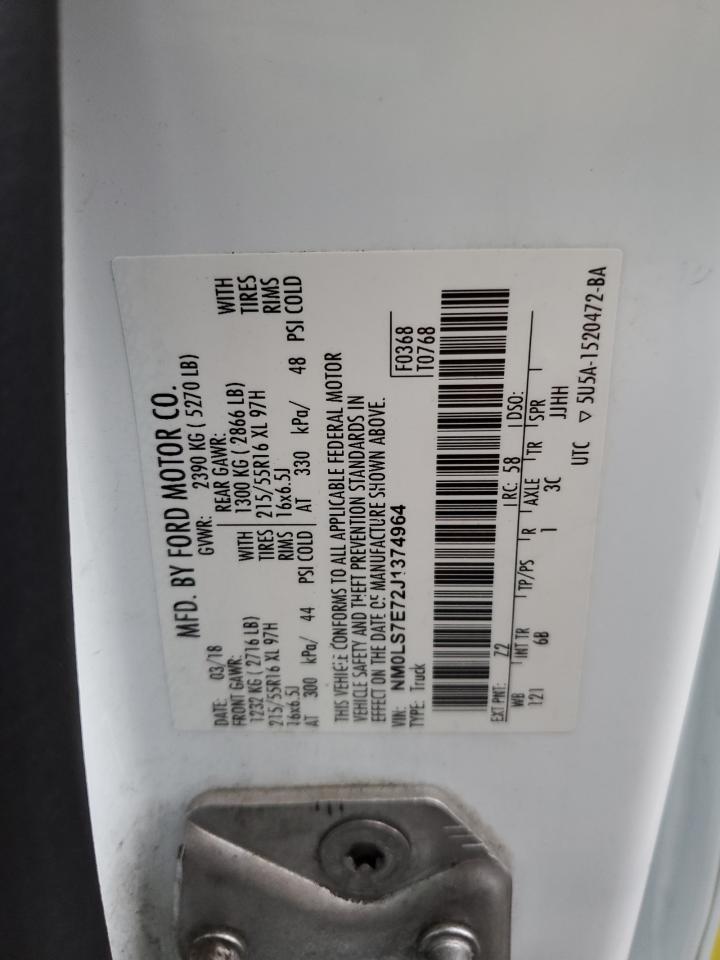 MFD. BY FORD MOTOR CO.
DATE: 03/18 GVWR: 2390 KG ( 5270 LB)
FRONT GAWR: REAR GAWR:
1232 KG ( 2716 LB) WITH 1300 KG ( 2866 LB) WITH
215/55R16 XL 97H TIRES 215/55R16 XL 97H TIRES
16x6.5J RIMS 16x6.5J RIMS
AT 300 kPa/ 44 PSI COLD AT 330 kPa/ 48 PSI COLD
THIS VEHICLE CONFORMS TO ALL APPLICABLE FEDERAL MOTOR
VEHICLE SAFETY AND THEFT PREVENTION STANDARDS IN
EFFECT ON THE DATE OF MANUFACTURE SHOWN ABOVE.
VIN: NM0LS7E72J1374964 F0368
TYPE: Truck T0768
EXT PNT: Z2 RC: 58 DSO:
WB INT TR TP/PS R AXLE TR SPR
121 6B 1 3C JJHH
UTC ▽ 5U5A-1520472-BA